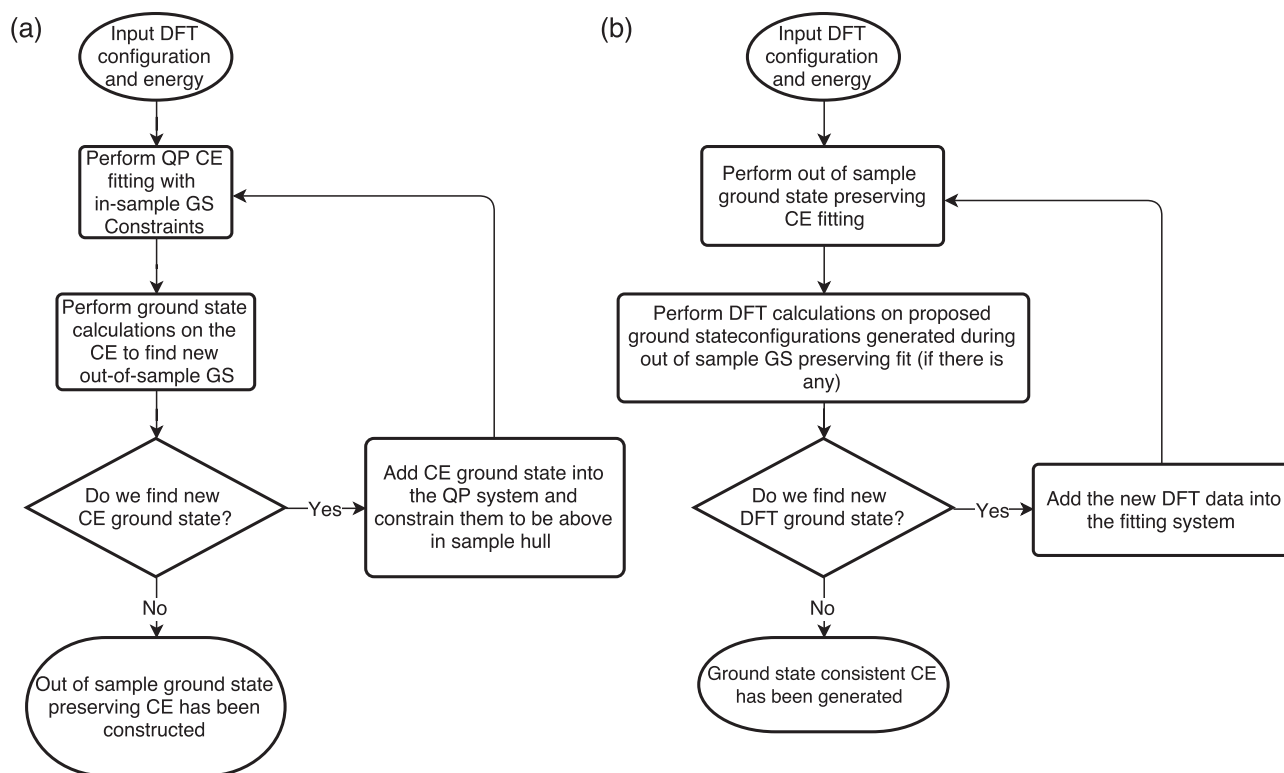 (a)
Input DFT
configuration
and energy
Perform QP CE
fitting with
in-sample GS
Constraints
Perform ground state
calculations on the
CE to find new
out-of-sample GS
Do we find new
CE ground state?
Yes
Add CE ground state into
the QP system and
constrain them to be above
in sample hull
No
Out of sample ground state
preserving CE has been
constructed
(b)
Input DFT
configuration
and energy
Perform out of sample
ground state preserving
CE fitting
Perform DFT calculations on proposed
ground stateconfigurations generated during
out of sample GS preserving fit (if there is
any)
Do we find new
DFT ground state?
Yes
Add the new DFT data into
the fitting system
No
Ground state consistent CE
has been generated